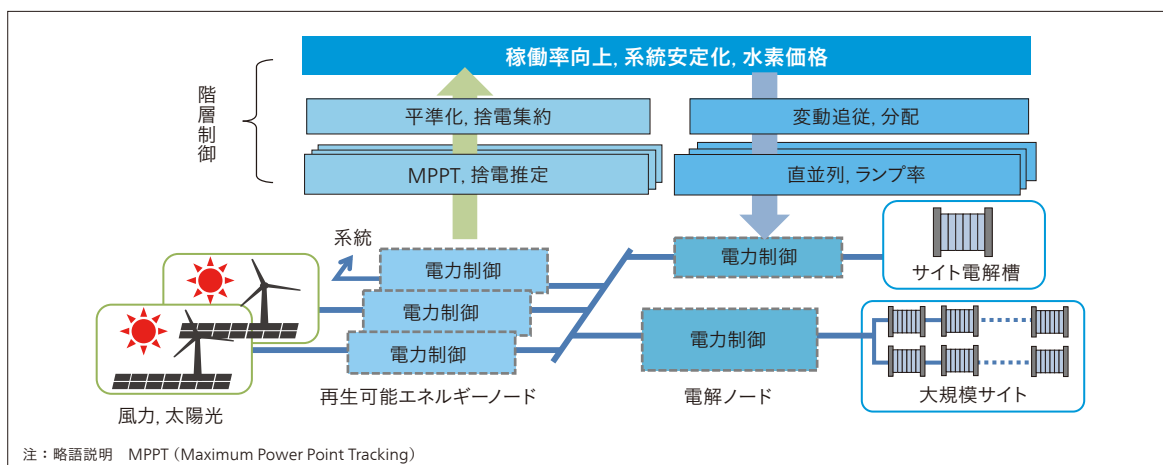 稼働率向上, 系統安定化, 水素価格
階層制御
平準化, 捨電集約
変動追従, 分配
MPPT, 捨電推定
直並列, ランプ率
系統
電力制御
電力制御
サイト電解槽
電力制御
電力制御
電力制御
風力, 太陽光
再生可能エネルギーノード
電解ノード
大規模サイト
注：略語説明　MPPT（Maximum Power Point Tracking）